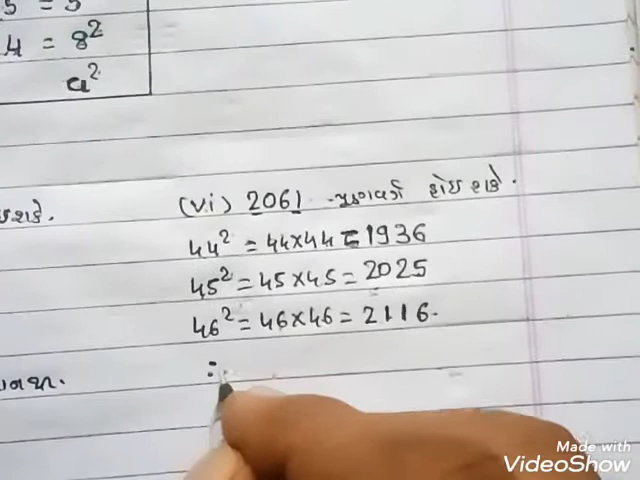 5 = 5
4 = 8²
a²
(vi) 2061 પૂર્ણવર્ગ હોઇ શકે.
44² = 44×44 = 1936
45² = 45×45 = 2025
46² = 46×46 = 2116.
Made with
VideoShow